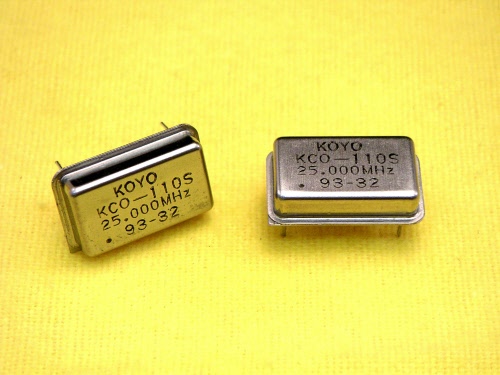 KOYO
KCO-110S
25.000MHz
93-32
KOYO
KCO-110S
25.000MHz
93-32